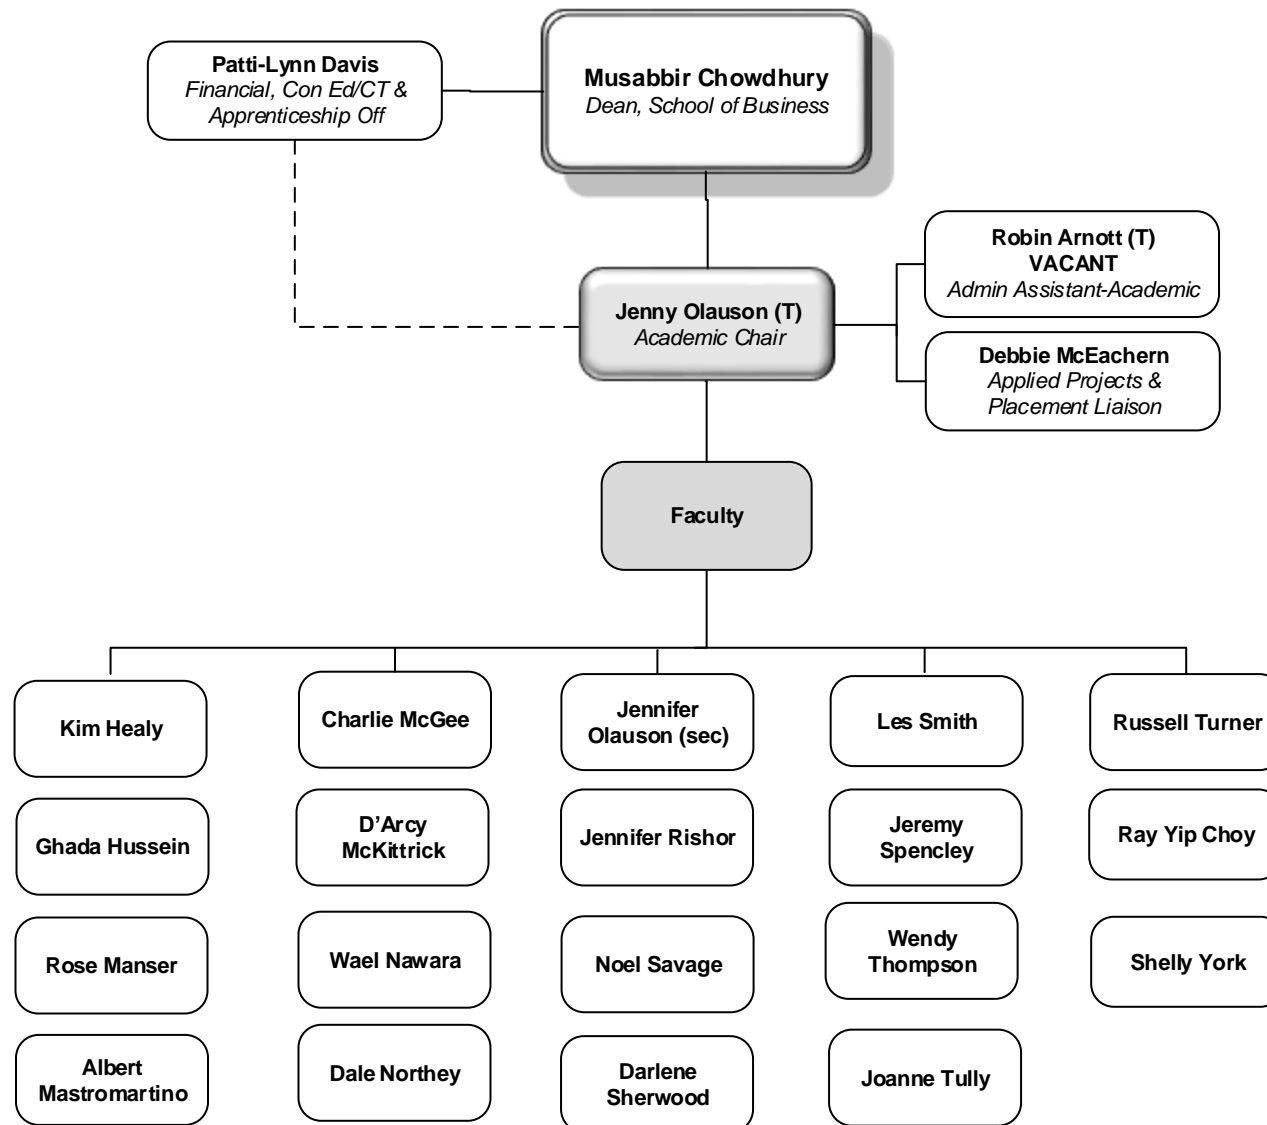 Patti-Lynn Davis
Financial, Con Ed/CT &
Apprenticeship Off
Musabbir Chowdhury
Dean, School of Business
Robin Arnott (T)
VACANT
Admin Assistant-Academic
Jenny Olauson (T)
Academic Chair
Debbie McEachern
Applied Projects &
Placement Liaison
Faculty
Kim Healy
Charlie McGee
Jennifer
Olauson (sec)
Les Smith
Russell Turner
Ghada Hussein
D’Arcy
McKittrick
Jennifer Rishor
Jeremy
Spencley
Ray Yip Choy
Rose Manser
Wael Nawara
Noel Savage
Wendy
Thompson
Shelly York
Albert
Mastromartino
Dale Northey
Darlene
Sherwood
Joanne Tully